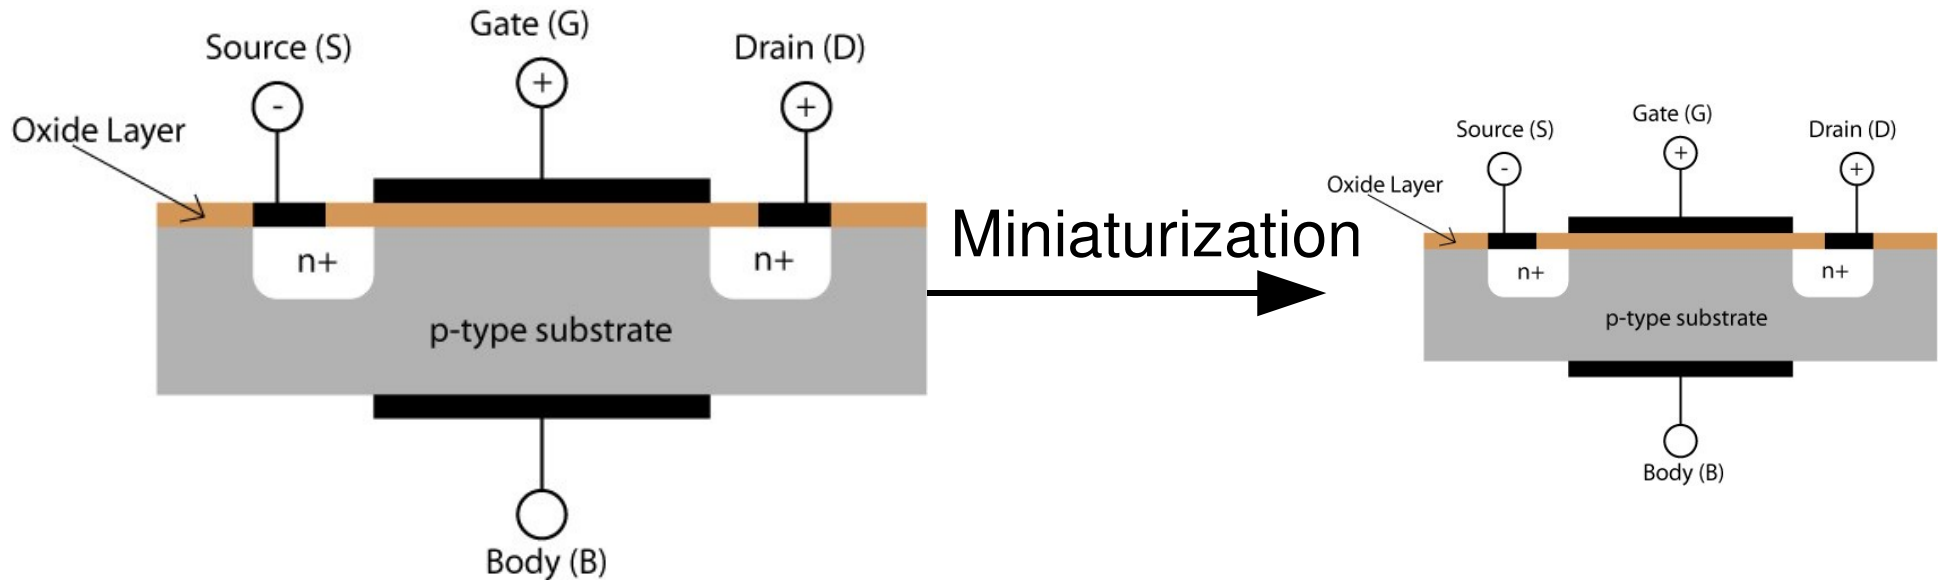 Gate (G)
Source (S)
Drain (D)
+
-
+
Oxide Layer
n+
n+
p-type substrate
Body (B)
Miniaturization
Gate (G)
Source (S)
Drain (D)
+
-
+
Oxide Layer
n+
n+
p-type substrate
Body (B)